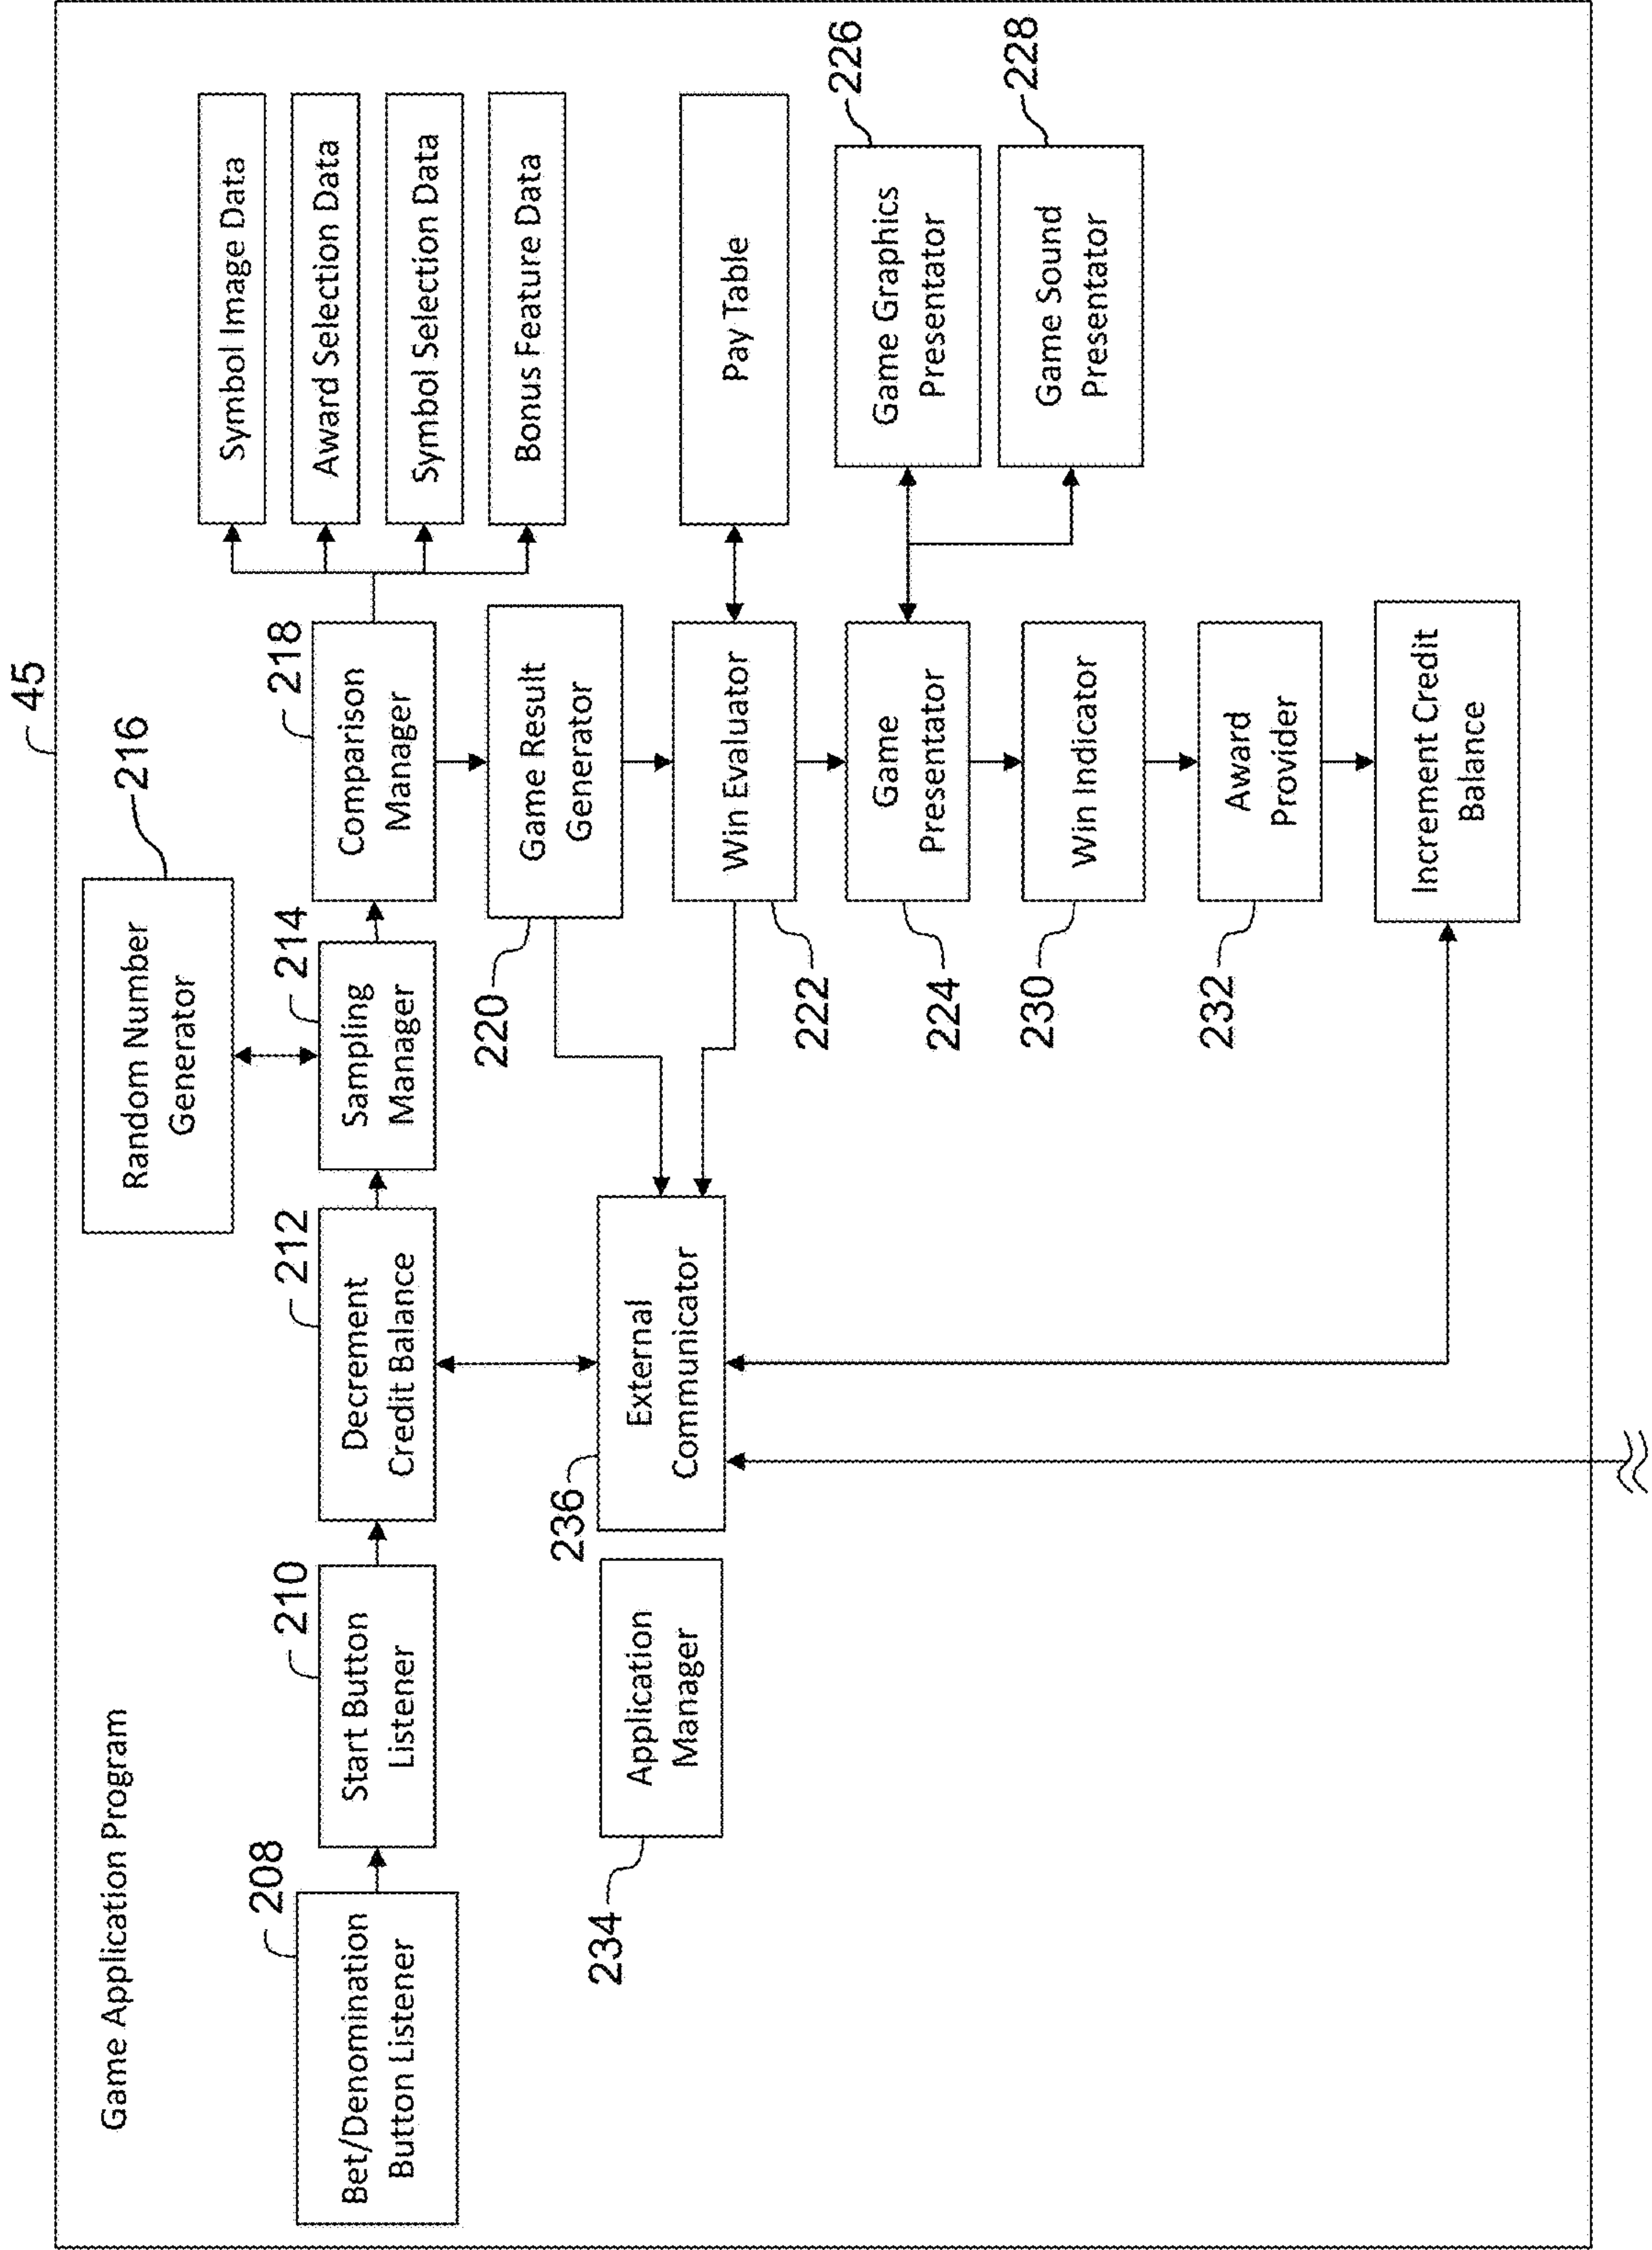 45
Game Application Program
208
Bet/Denomination
Button Listener
210
Start Button
Listener
212
Decrement
Credit Balance
214
Sampling
Manager
216
Random Number
Generator
218
Comparison
Manager
Symbol Image Data
Award Selection Data
Symbol Selection Data
Bonus Feature Data
220
Game Result
Generator
222
Win Evaluator
Pay Table
224
Game
Presentator
226
Game Graphics
Presentator
228
Game Sound
Presentator
230
Win Indicator
232
Award
Provider
Increment Credit
Balance
234
Application
Manager
236
External
Communicator